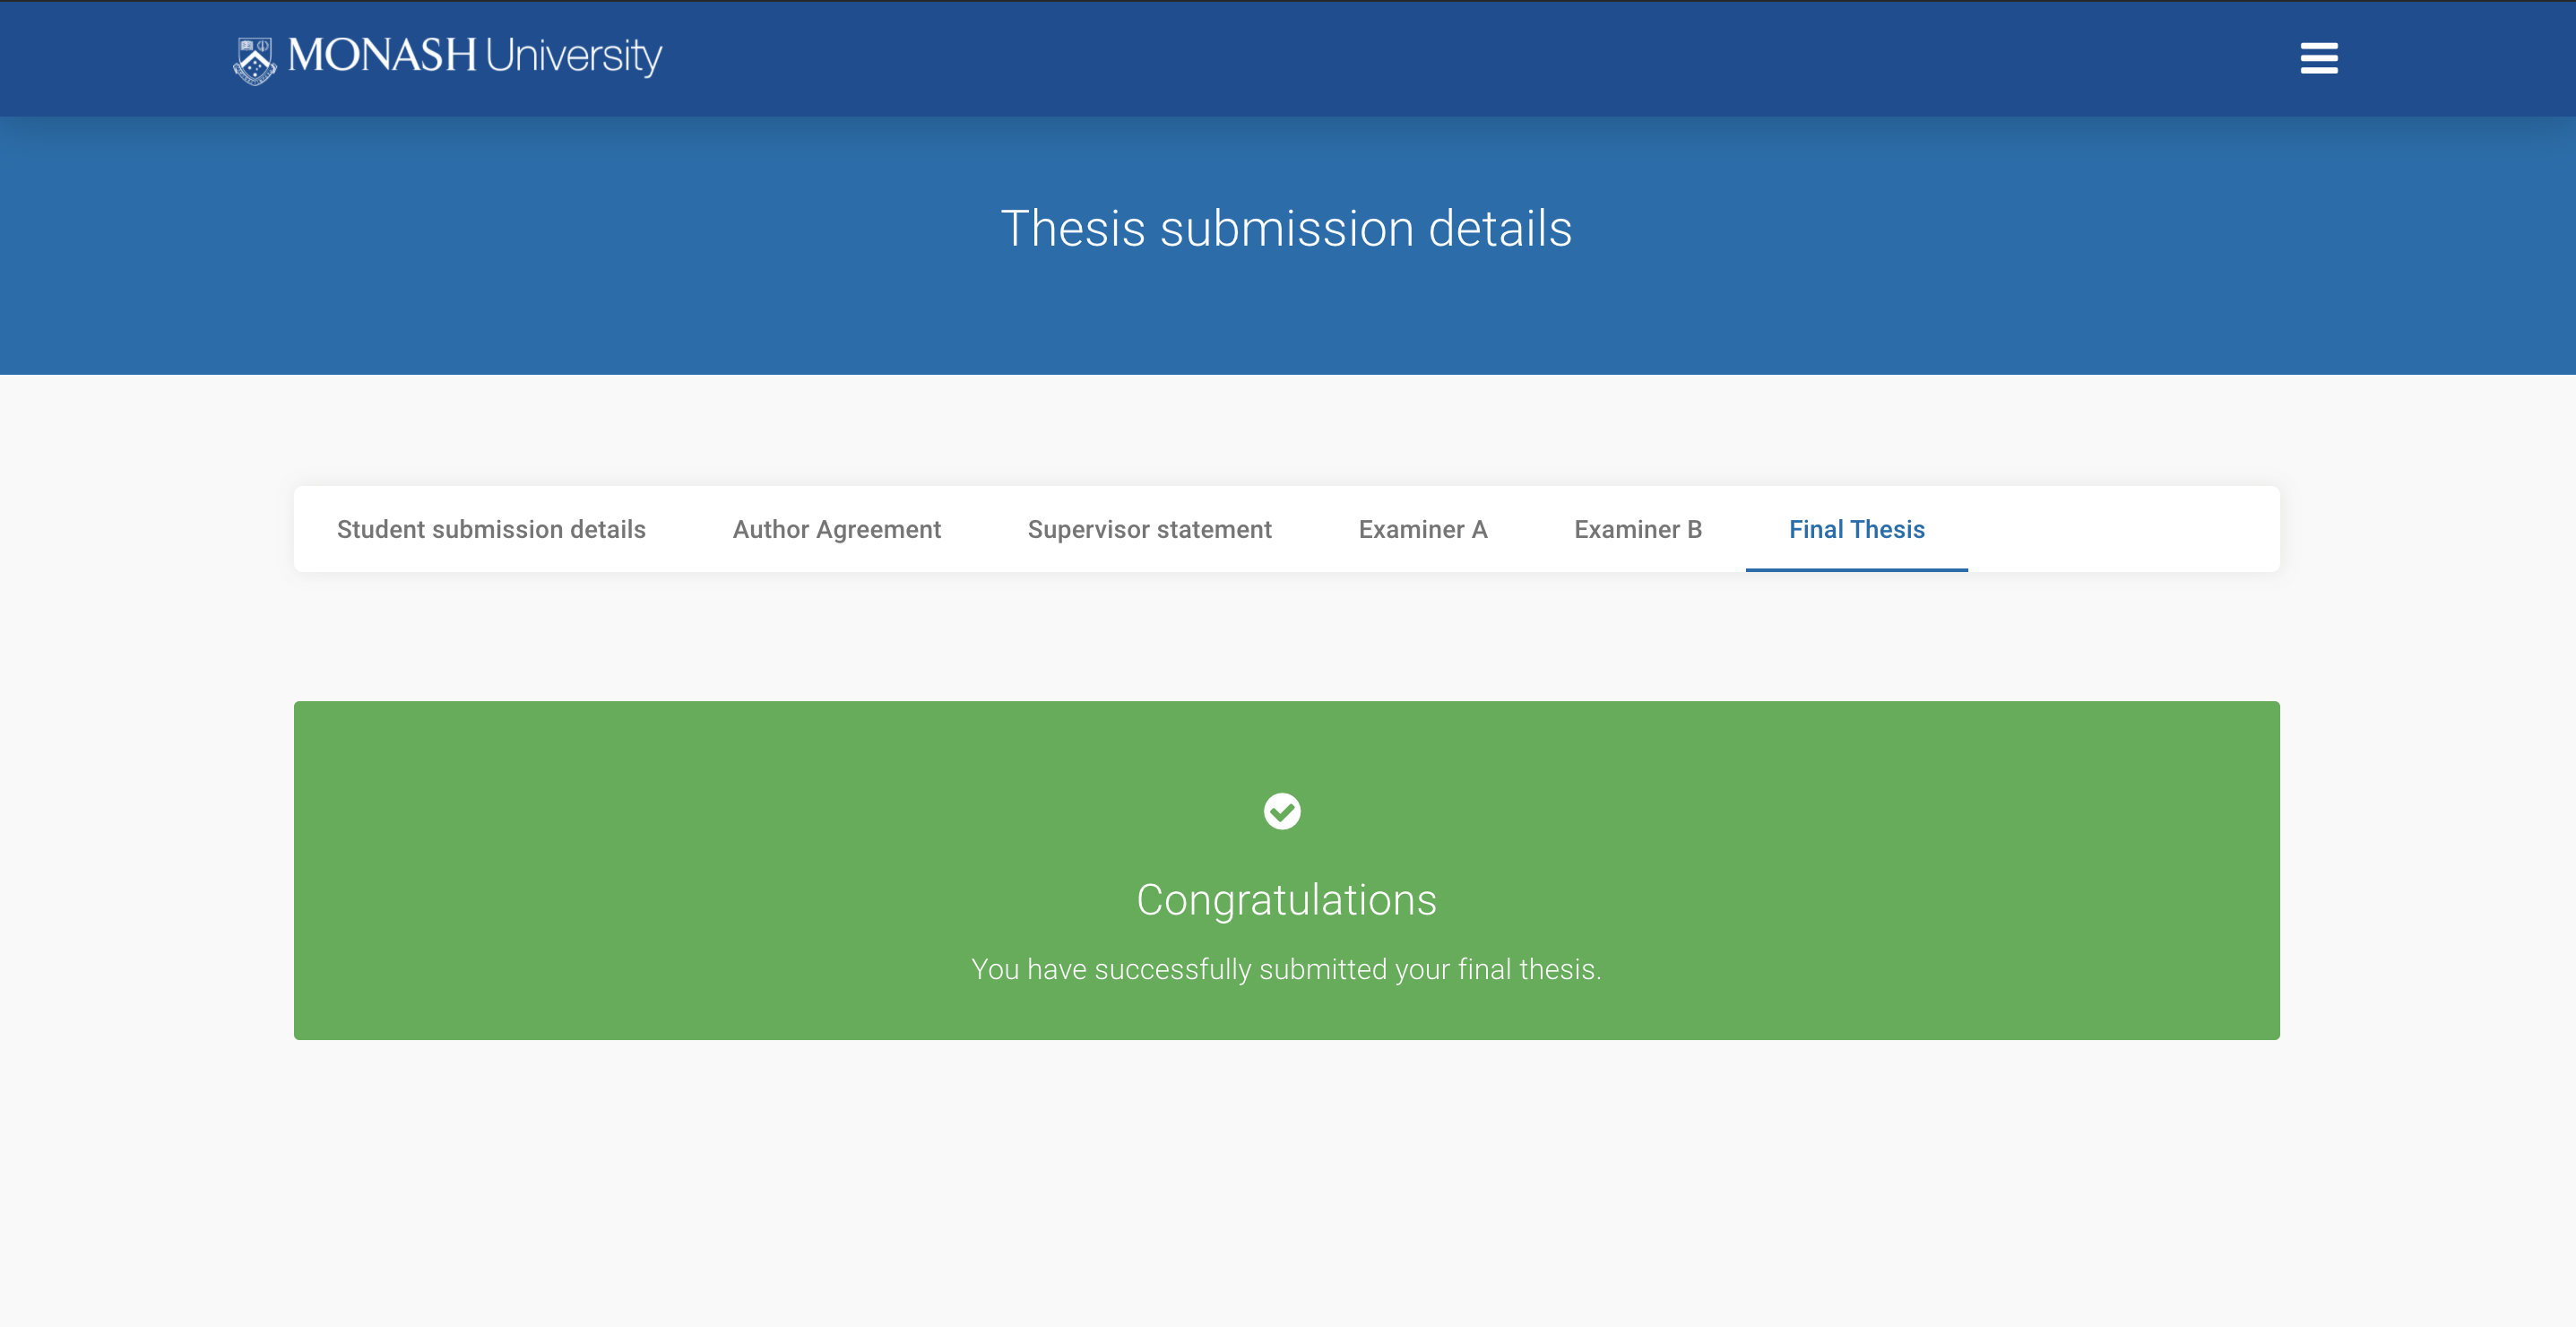 MONASH University
Thesis submission details
Student submission details Author Agreement Supervisor statement Examiner A Examiner B Final Thesis
Congratulations
You have successfully submitted your final thesis.